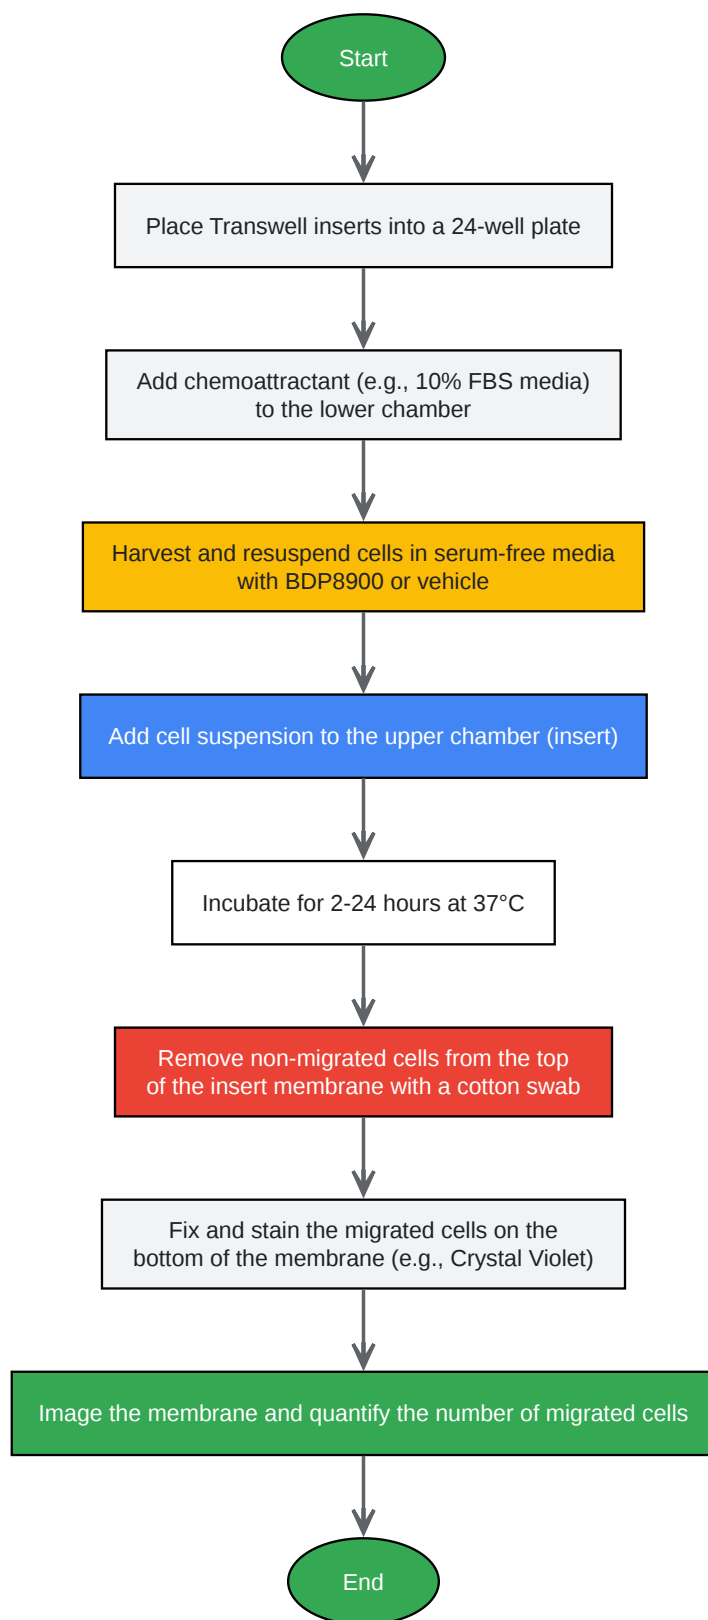 Start
Place Transwell inserts into a 24-well plate
Add chemoattractant (e.g., 10% FBS media)
to the lower chamber
Harvest and resuspend cells in serum-free media
with BDP8900 or vehicle
Add cell suspension to the upper chamber (insert)
Incubate for 2-24 hours at 37°C
Remove non-migrated cells from the top
of the insert membrane with a cotton swab
Fix and stain the migrated cells on the
bottom of the membrane (e.g., Crystal Violet)
Image the membrane and quantify the number of migrated cells
End